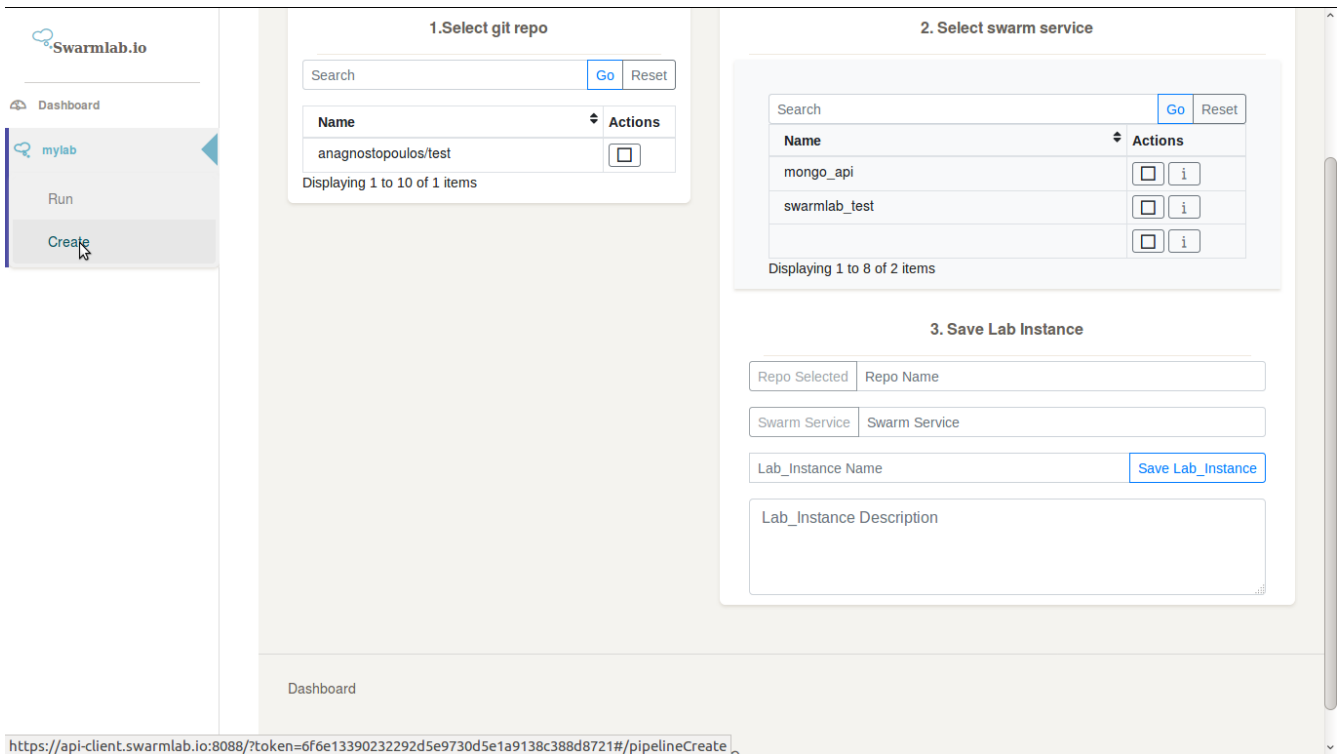 Swarmlab.io
Dashboard
mylab
Run
Create
1.Select git repo
Search Go Reset
Name Actions
anagnostopoulos/test
Displaying 1 to 10 of 1 items
2. Select swarm service
Search Go Reset
Name Actions
mongo_api i
swarmlab_test i
i
Displaying 1 to 8 of 2 items
3. Save Lab Instance
Repo Selected Repo Name
Swarm Service Swarm Service
Lab_Instance Name Save Lab_Instance
Lab_Instance Description
Dashboard
https://api-client.swarmlab.io:8088/?token=6f6e13390232292d5e9730d5e1a9138c388d8721#/pipelineCreate